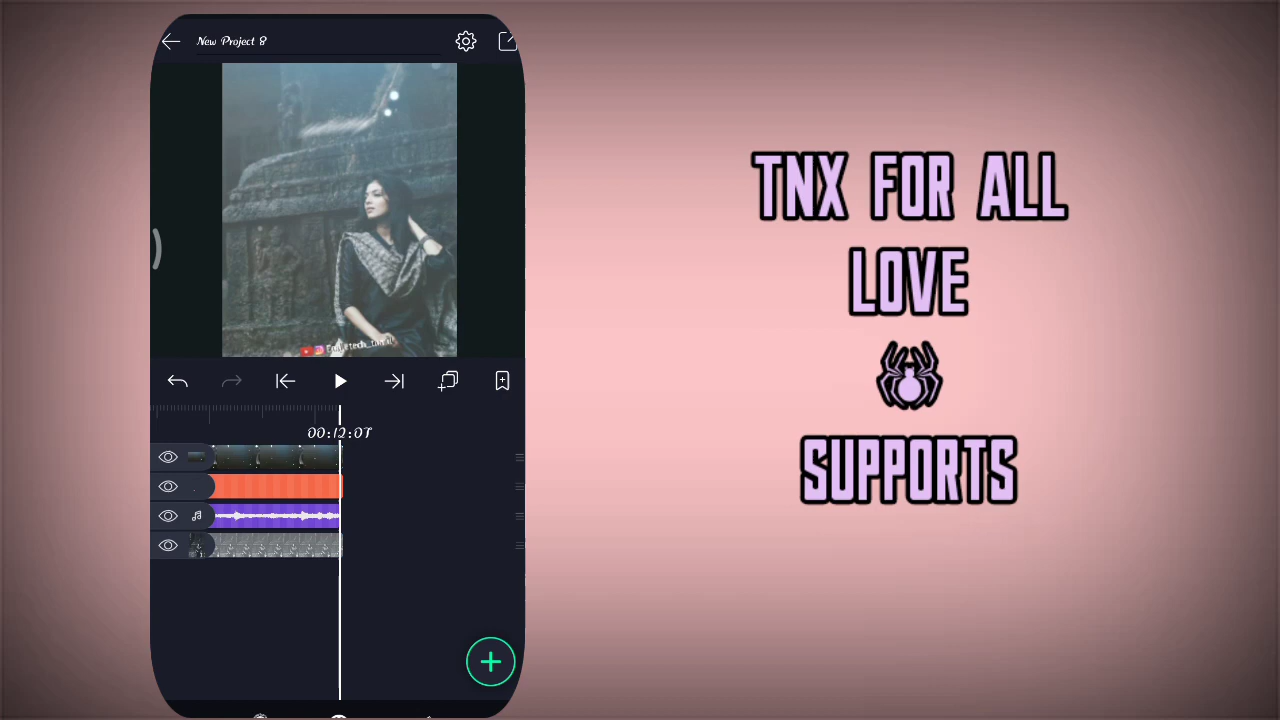 New Project 8
00:12:07
TNX FOR ALL
LOVE
SUPPORTS